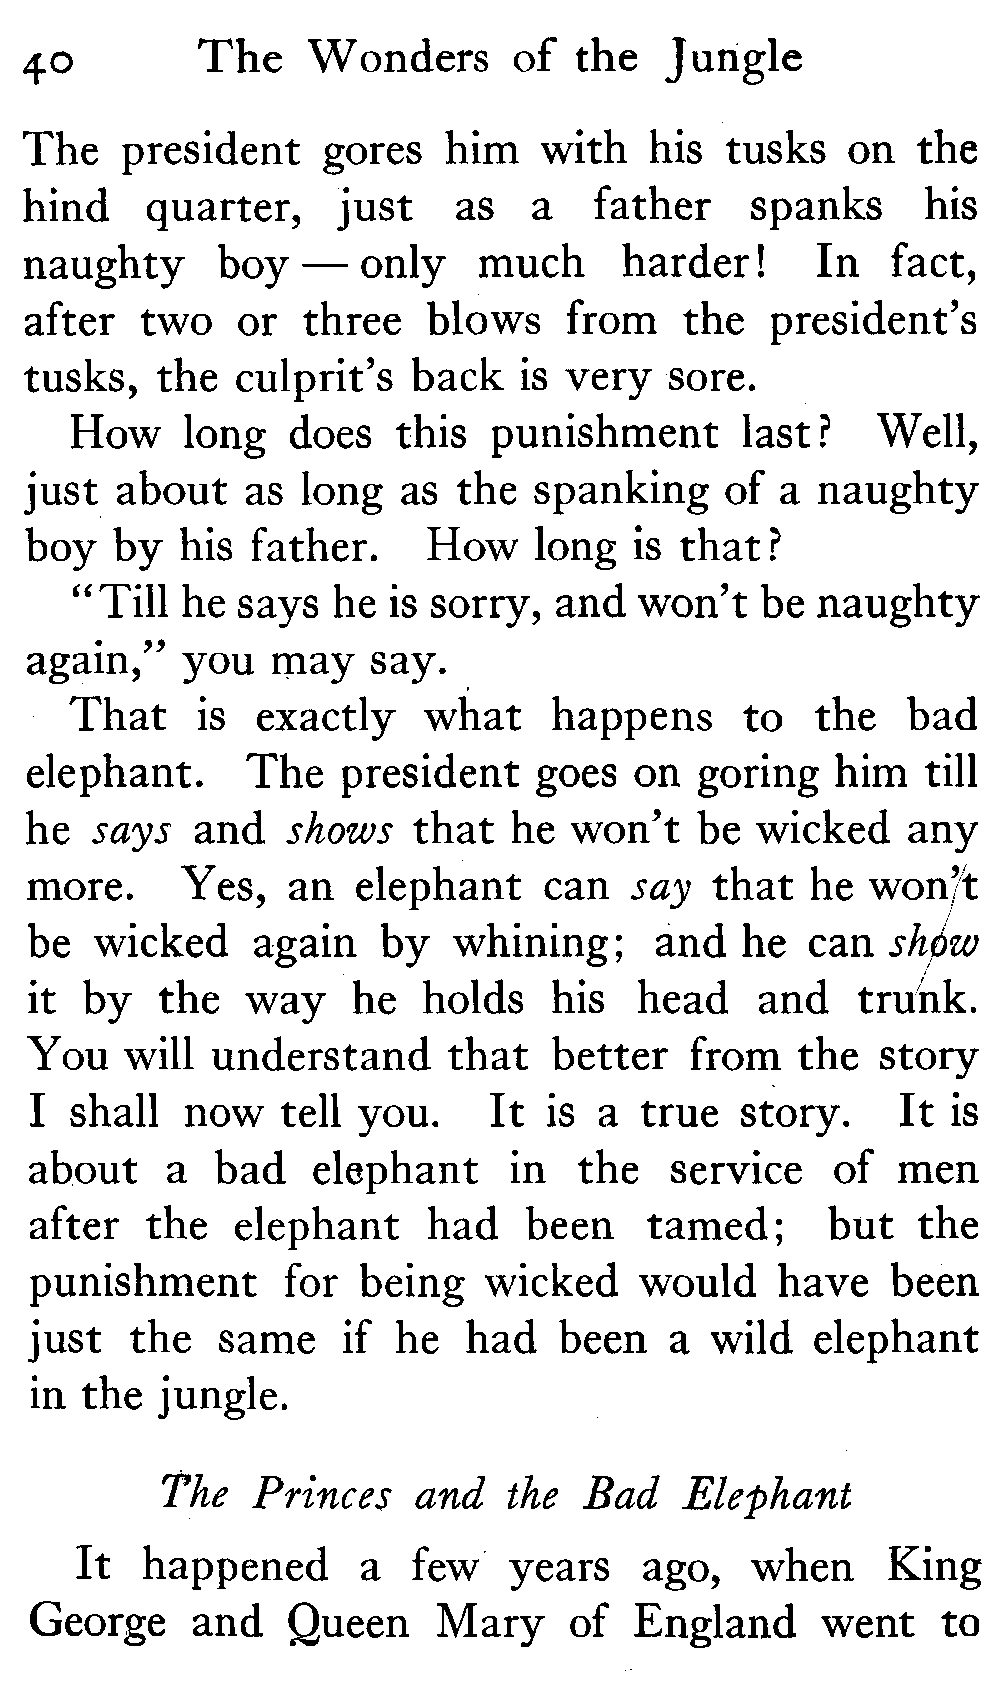 40 The Wonders of the Jungle
The president gores him with his tusks on the
hind quarter, just as a father spanks his
naughty boy — only much harder! In fact,
after two or three blows from the president's
tusks, the culprit's back is very sore.
How long does this punishment last? Well,
just about as long as the spanking of a naughty
boy by his father. How long is that?
"Till he says he is sorry, and won't be naughty
again," you may say.
That is exactly what happens to the bad
elephant. The president goes on goring him till
he says and shows that he won't be wicked any
more. Yes, an elephant can say that he won't
be wicked again by whining; and he can show
it by the way he holds his head and trunk.
You will understand that better from the story
I shall now tell you. It is a true story. It is
about a bad elephant in the service of men
after the elephant had been tamed; but the
punishment for being wicked would have been
just the same if he had been a wild elephant
in the jungle.
The Princes and the Bad Elephant
It happened a few years ago, when King
George and Queen Mary of England went to